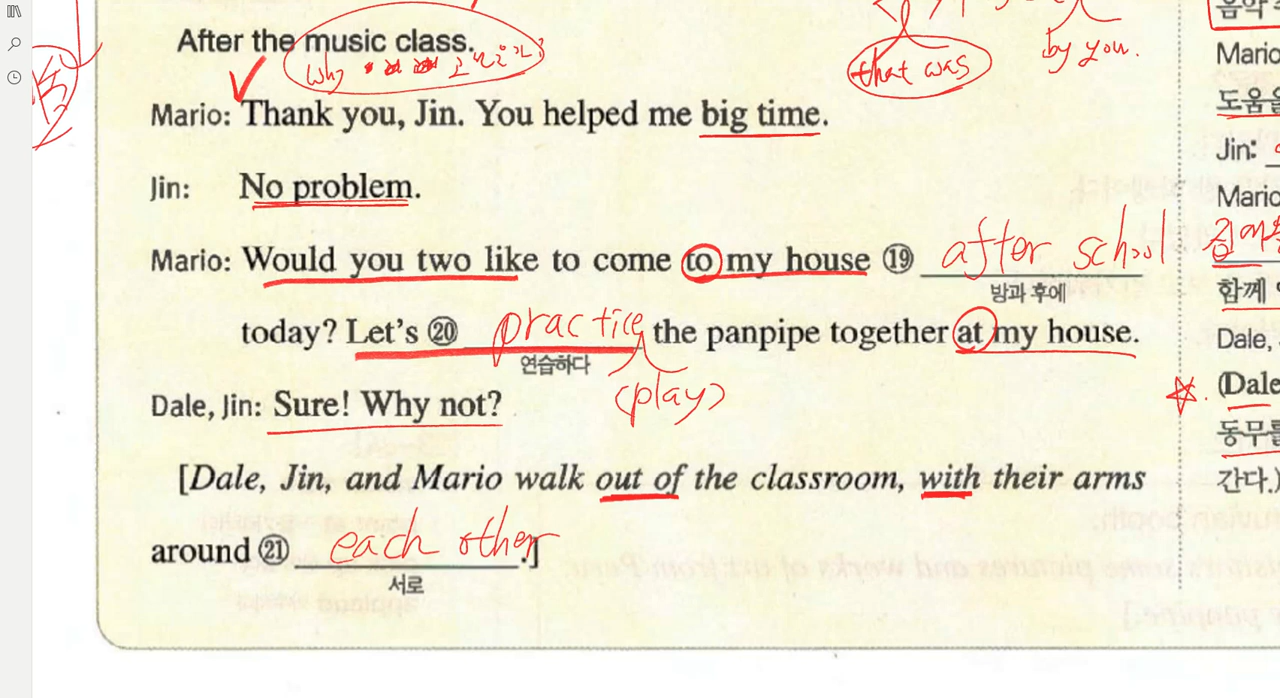 After the music class.
why
that was
by you.
Mario: Thank you, Jin. You helped me big time.
Jin: No problem.
Mario: Would you two like to come to my house ⑲ after school
방과 후에
today? Let's ⑳ practice the panpipe together at my house.
연습하다
(play)
Dale, Jin: Sure! Why not?
[Dale, Jin, and Mario walk out of the classroom, with their arms
around ㉑ each other.]
서로
음악
Mario
도움을
Jin:
Mario
함께
Dale,
(Dale
동무를
간다.)